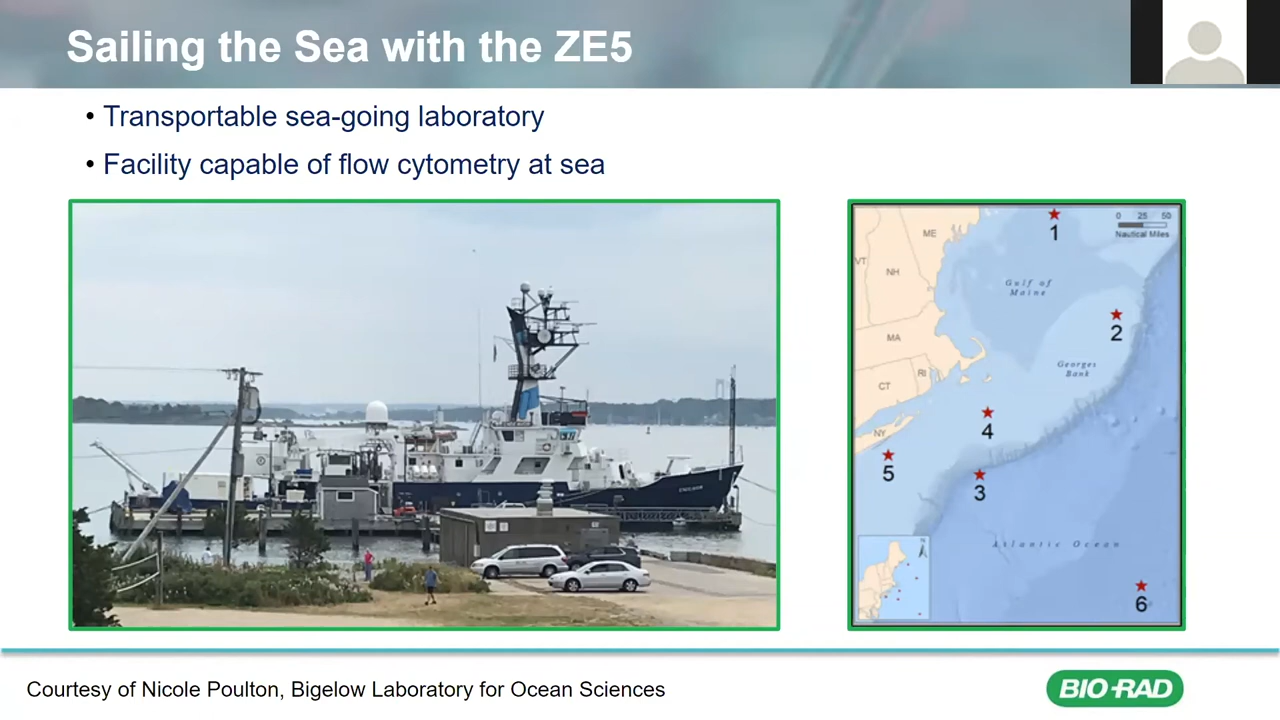 Sailing the Sea with the ZE5
• Transportable sea-going laboratory
• Facility capable of flow cytometry at sea
ENDEAVOR
0 25 50
Nautical Miles
1
ME
VT
NH
Gulf of
Maine
2
MA
Georges
Bank
RI
CT
4
NY
5
3
Atlantic Ocean
N
6
Courtesy of Nicole Poulton, Bigelow Laboratory for Ocean Sciences
BIO-RAD